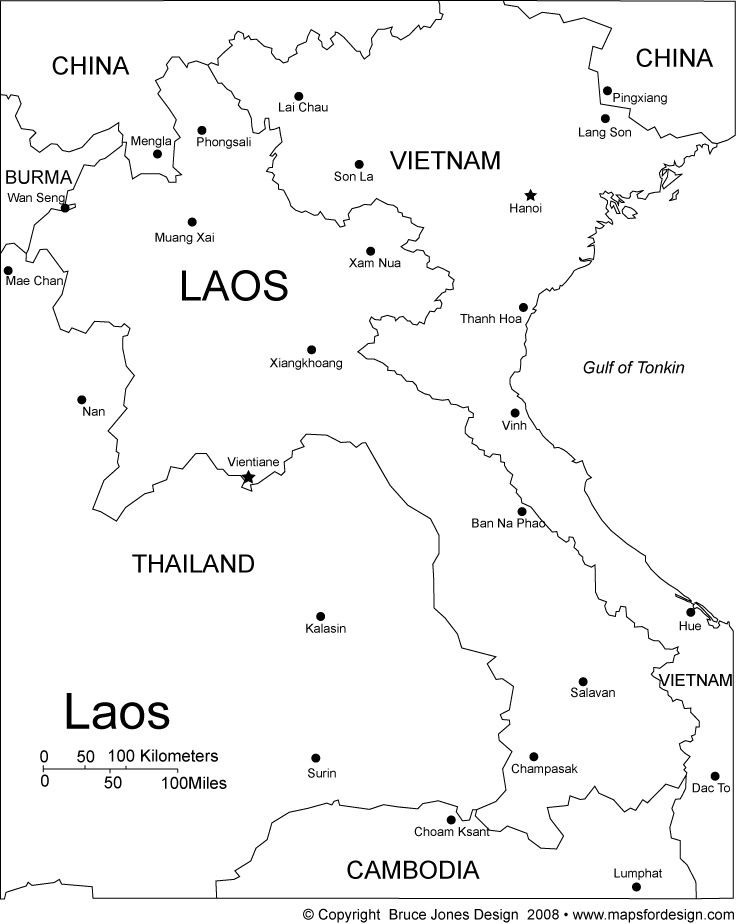 CHINA
CHINA
Lai Chau
Pingxiang
Lang Son
Mengla
Phongsali
VIETNAM
Son La
BURMA
Wan Seng
Hanoi
Muang Xai
Xam Nua
Mae Chan
LAOS
Thanh Hoa
Xiangkhoang
Gulf of Tonkin
Nan
Vinh
Vientiane
Ban Na Phao
THAILAND
Kalasin
Hue
VIETNAM
Salavan
Laos
0 50 100 Kilometers
0 50 100Miles
Surin
Champasak
Dac To
Choam Ksant
CAMBODIA
Lumphat
© Copyright Bruce Jones Design 2008 • www.mapsfordesign.com